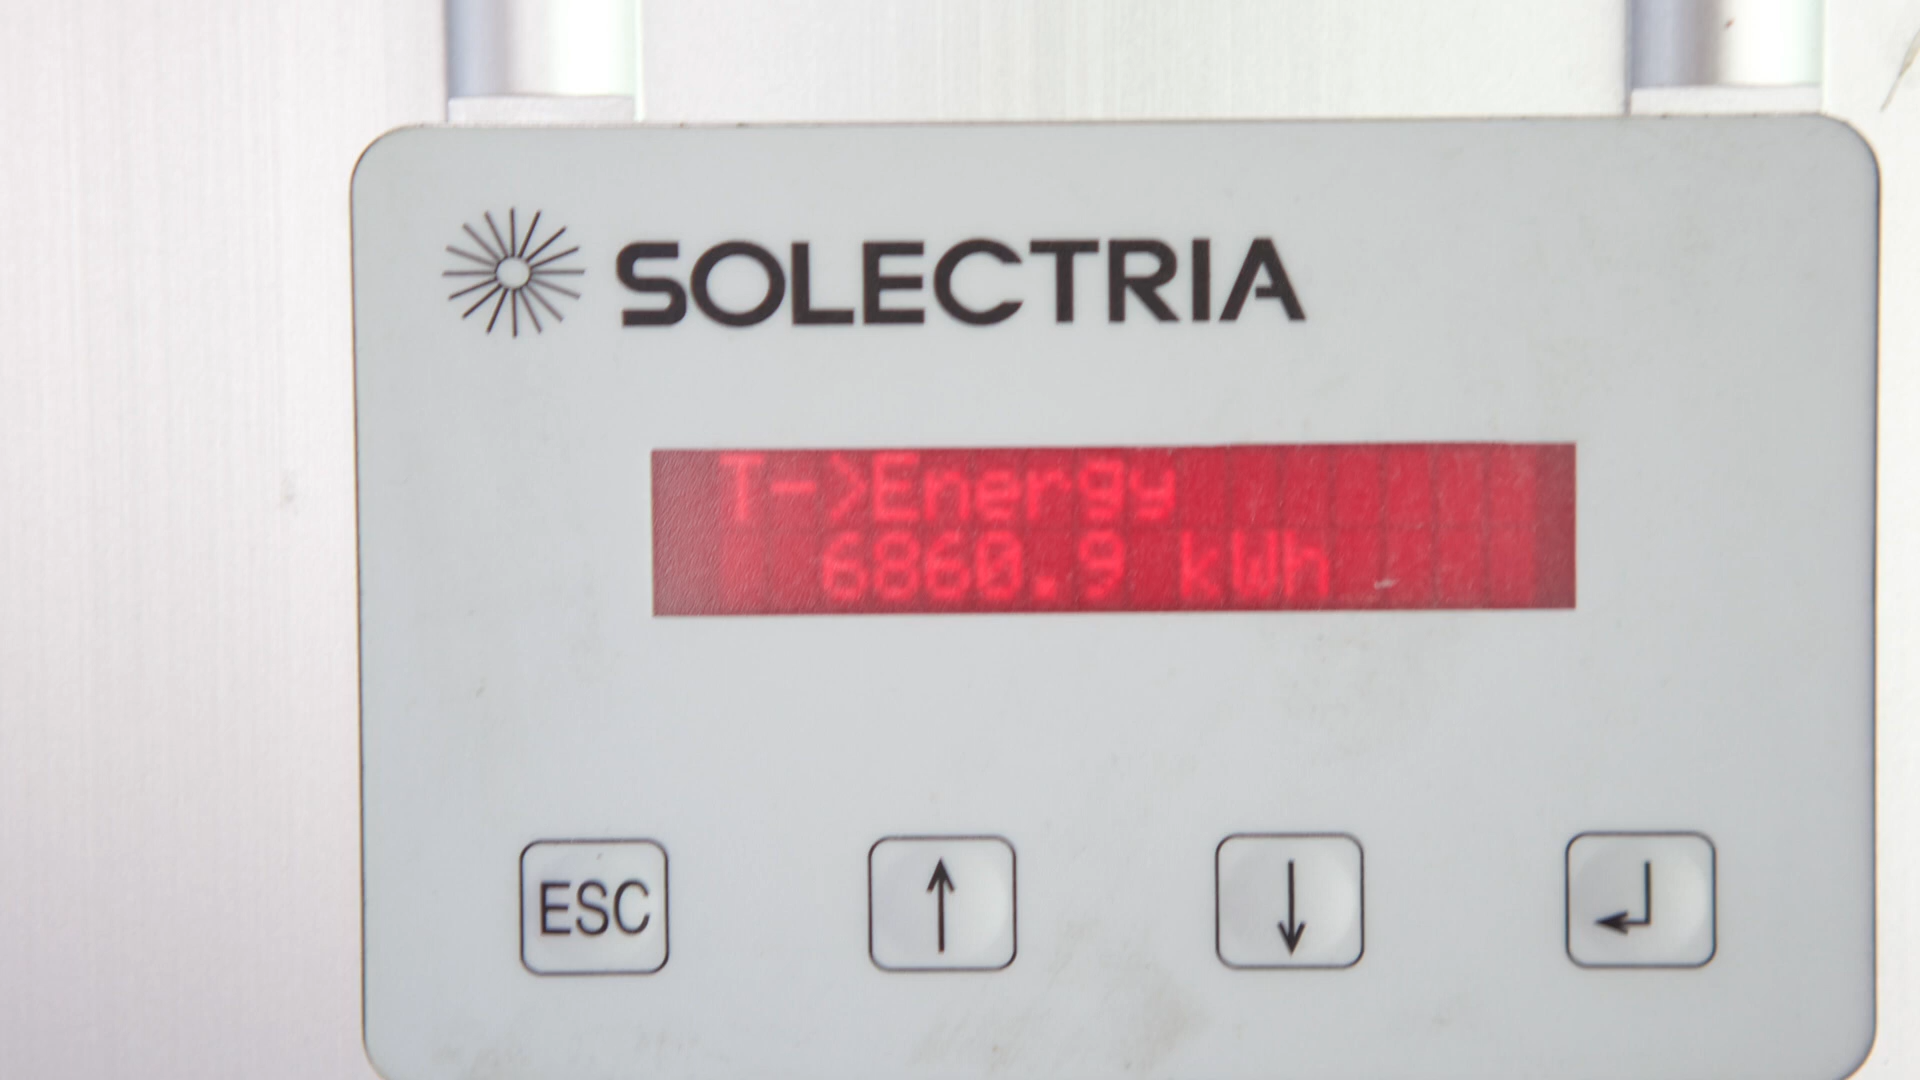 SOLECTRIA
T->Energy
6860.9 kWh
ESC ↑ ↓ ↵